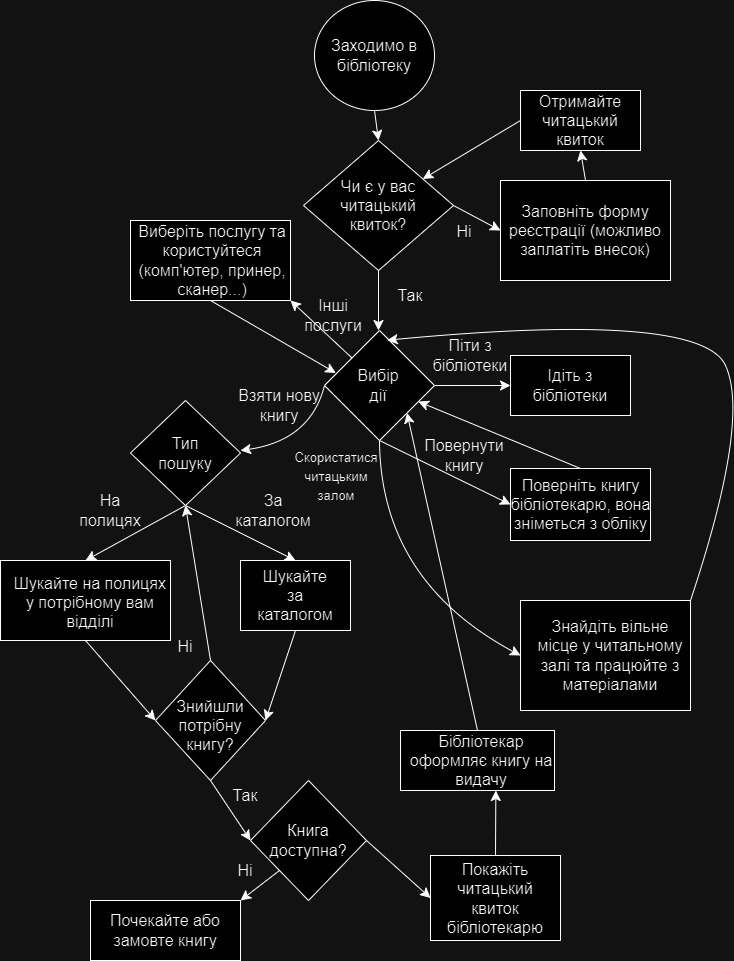 Заходимо в
бібліотеку
Отримайте
читацький
квиток
Чи є у вас
читацький
квиток?
Ні
Заповніть форму
реєстрації (можливо
заплатіть внесок)
Виберіть послугу та
користуйтеся
(комп'ютер, принер,
сканер...)
Так
Інші
послуги
Вибір
дії
Піти з
бібліотеки
Ідіть з
бібліотеки
Взяти нову
книгу
Тип
пошуку
Скористатися
читацьким
залом
Повернути
книгу
Поверніть книгу
бібліотекарю, вона
зніметься з обліку
На
полицях
За
каталогом
Шукайте на полицях
у потрібному вам
відділі
Шукайте
за
каталогом
Ні
Знайдіть вільне
місце у читальному
залі та працюйте з
матеріалами
Знийшли
потрібну
книгу?
Бібліотекар
оформляє книгу на
видачу
Так
Книга
доступна?
Ні
Покажіть
читацький
квиток
бібліотекарю
Почекайте або
замовте книгу